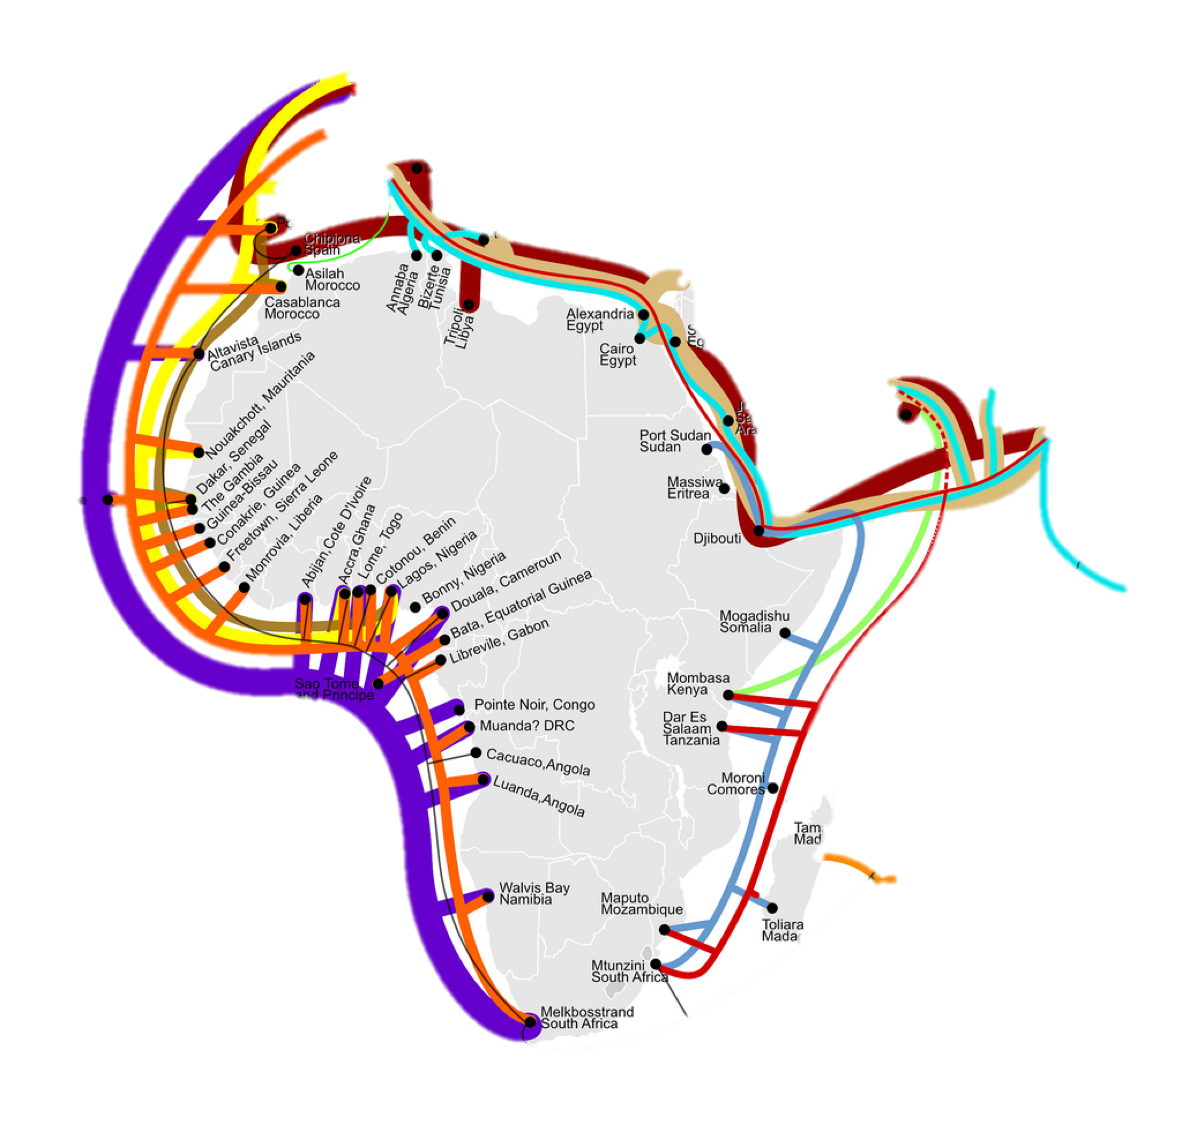 Chipiona
Spain
Asilah
Morocco
Casablanca
Morocco
Annaba
Algeria
Bizerte
Tunisia
Tripoli
Libya
Alexandria
Egypt
Cairo
Egypt
Altavista
Canary Islands
Nouakchott, Mauritania
Dakar, Senegal
The Gambia
Guinea-Bissau
Conakrie, Guinea
Freetown, Sierra Leone
Monrovia, Liberia
Abijan,Cote D'Ivoire
Accra,Ghana
Lome, Togo
Cotonou, Benin
Lagos, Nigeria
Bonny, Nigeria
Douala, Cameroun
Bata, Equatorial Guinea
Librevile, Gabon
Sao Tome
and Principe
Pointe Noir, Congo
Muanda? DRC
Cacuaco,Angola
Luanda,Angola
Walvis Bay
Namibia
Melkbosstrand
South Africa
Port Sudan
Sudan
Massiwa
Eritrea
Djibouti
Mogadishu
Somalia
Mombasa
Kenya
Dar Es
Salaam
Tanzania
Moroni
Comores
Tam
Mad
Toliara
Mada
Maputo
Mozambique
Mtunzini
South Africa